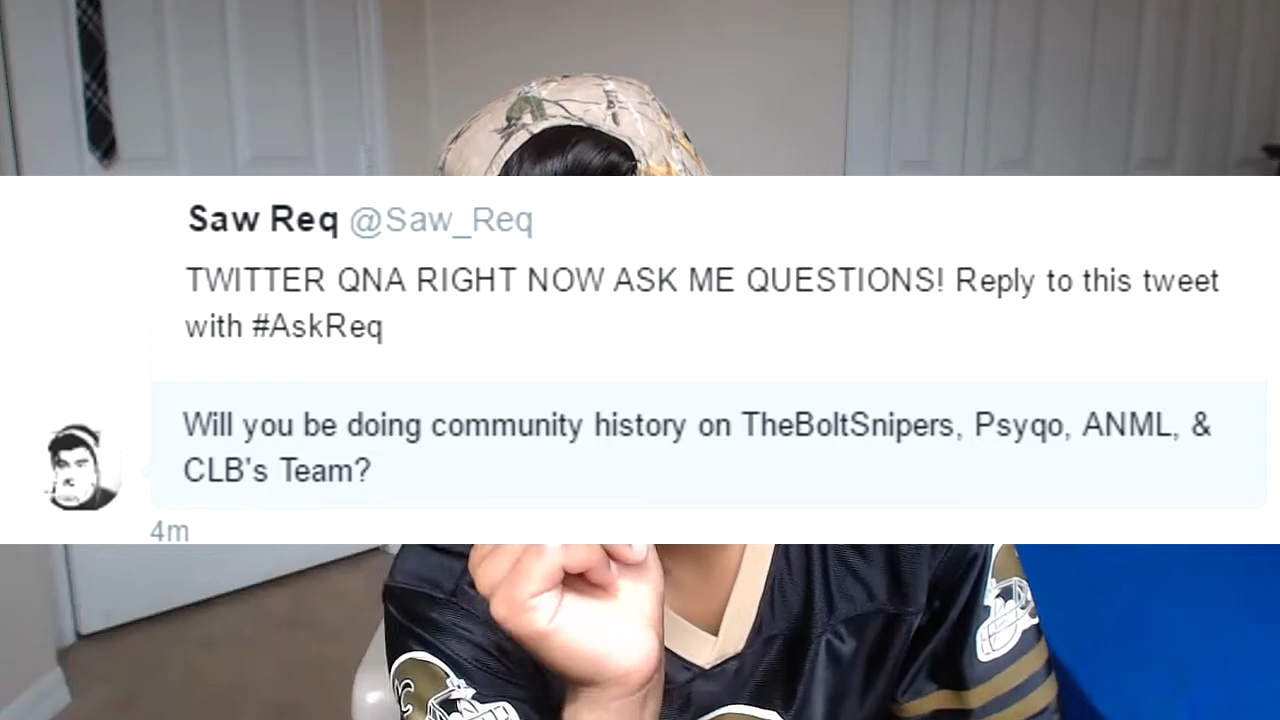 Saw Req @Saw_Req
TWITTER QNA RIGHT NOW ASK ME QUESTIONS! Reply to this tweet
with #AskReq
Will you be doing community history on TheBoltSnipers, Psyqo, ANML, &
CLB's Team?
4m